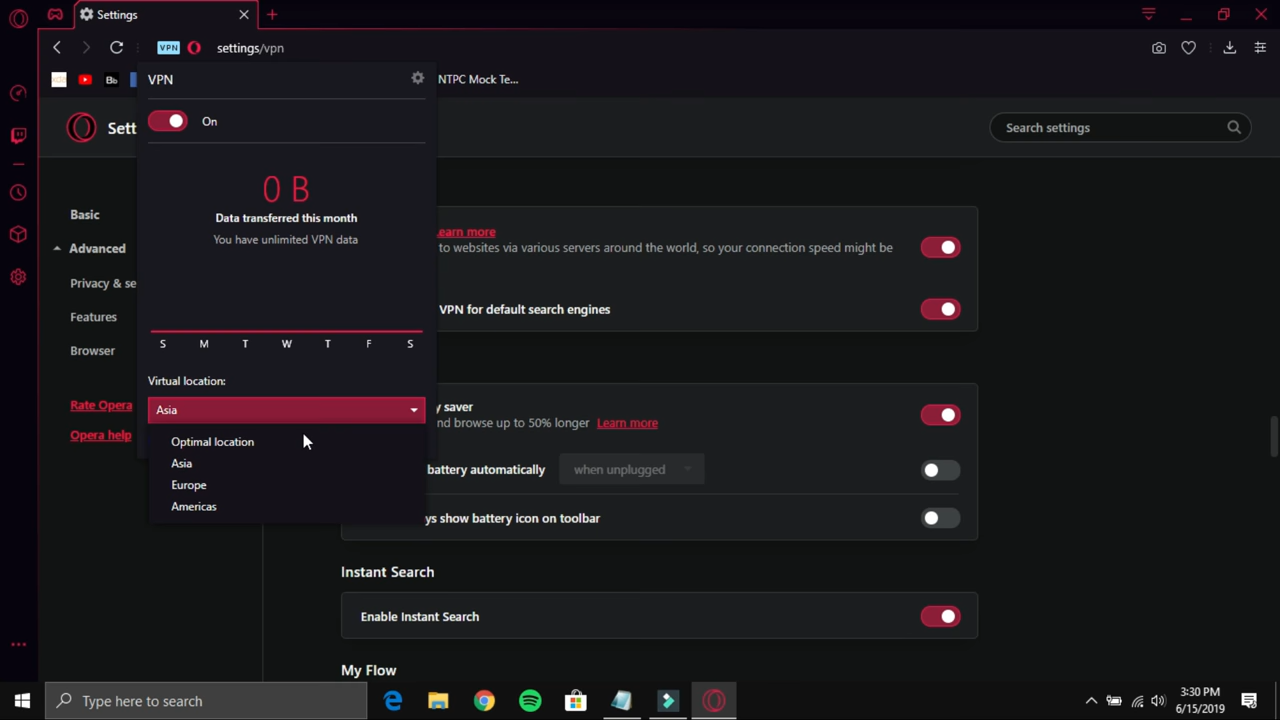 Settings
VPN
settings/vpn
Bb
NTPC Mock Te...
VPN
On
0 B
Data transferred this month
You have unlimited VPN data
S M T W T F S
Virtual location:
Asia
Optimal location
Asia
Europe
Americas
Sett
Search settings
Basic
Advanced
Privacy & se
Features
Browser
Rate Opera
Opera help
earn more
to websites via various servers around the world, so your connection speed might be
VPN for default search engines
y saver
nd browse up to 50% longer Learn more
battery automatically when unplugged
ys show battery icon on toolbar
Instant Search
Enable Instant Search
My Flow
Type here to search
3:30 PM
6/15/2019